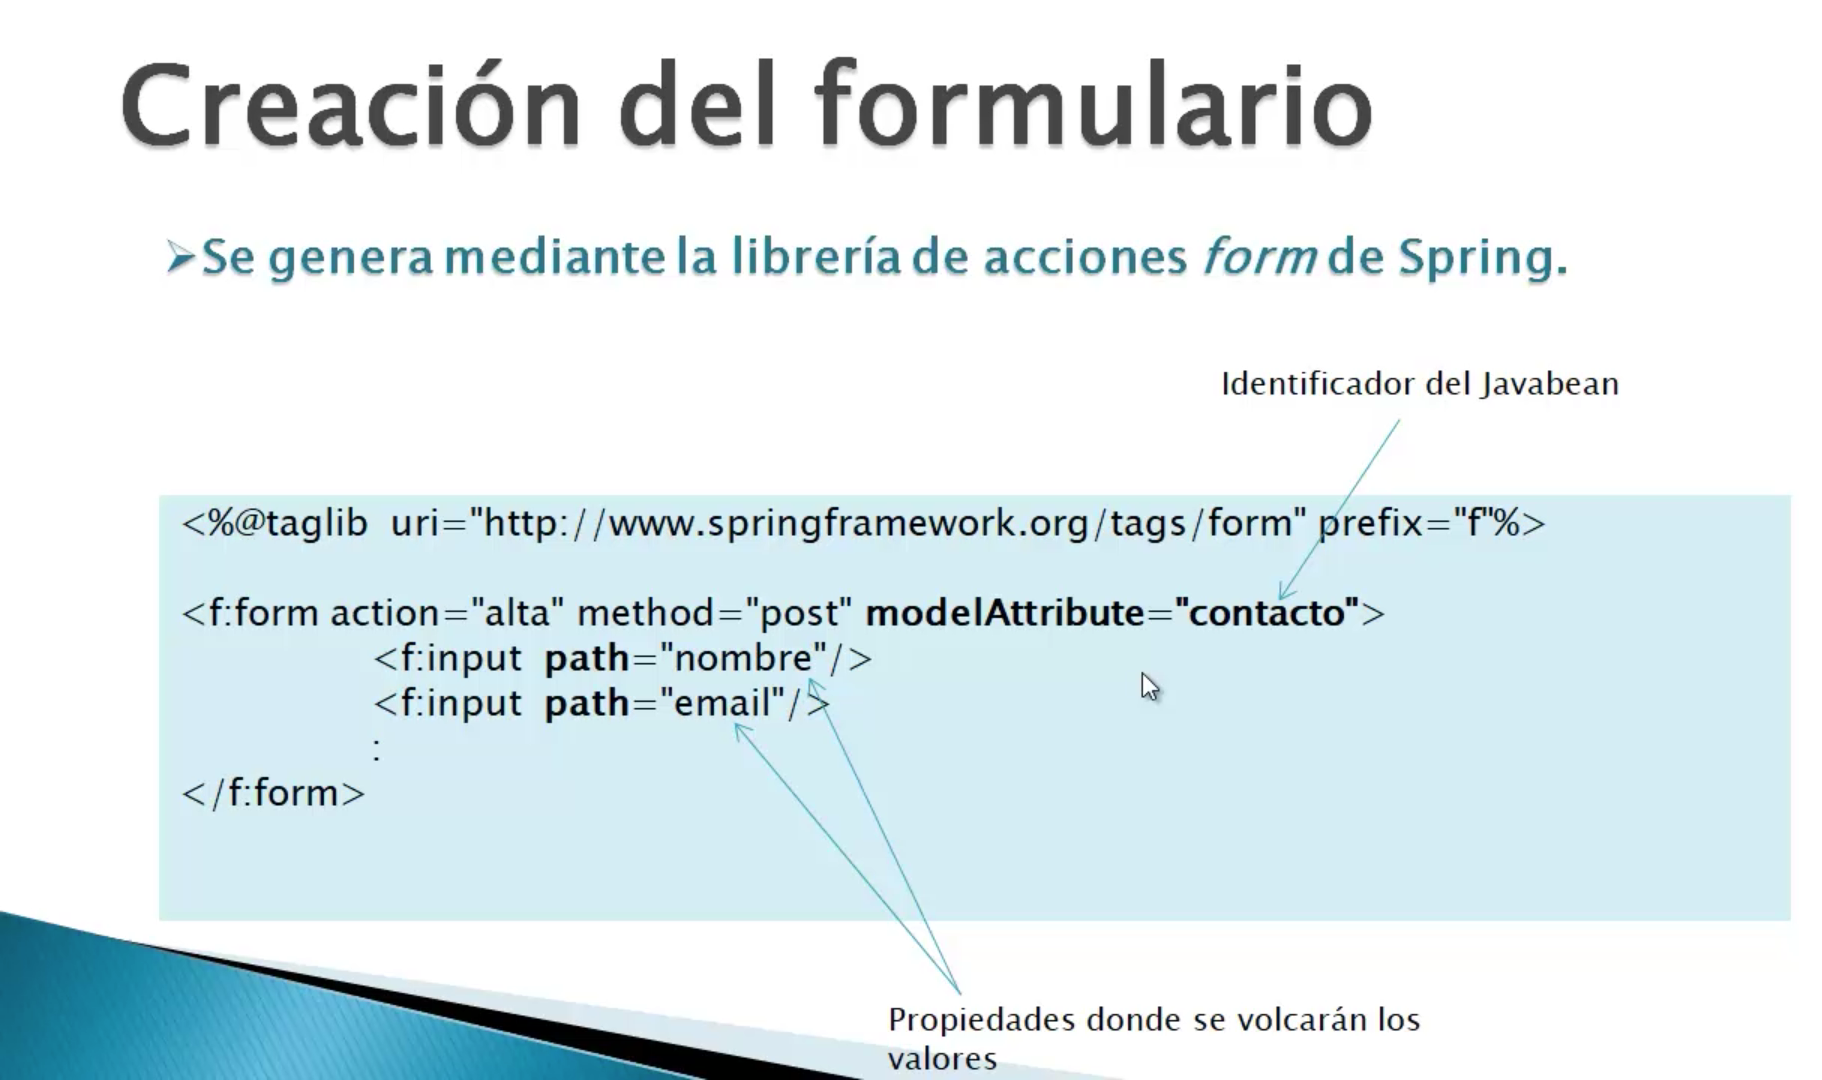 Creación del formulario
➢Se genera mediante la librería de acciones form de Spring.
Identificador del Javabean
<%@taglib uri="http://www.springframework.org/tags/form" prefix="f"%>
<f:form action="alta" method="post" modelAttribute="contacto">
<f:input path="nombre"/>
<f:input path="email"/>
:
</f:form>
Propiedades donde se volcarán los
valores